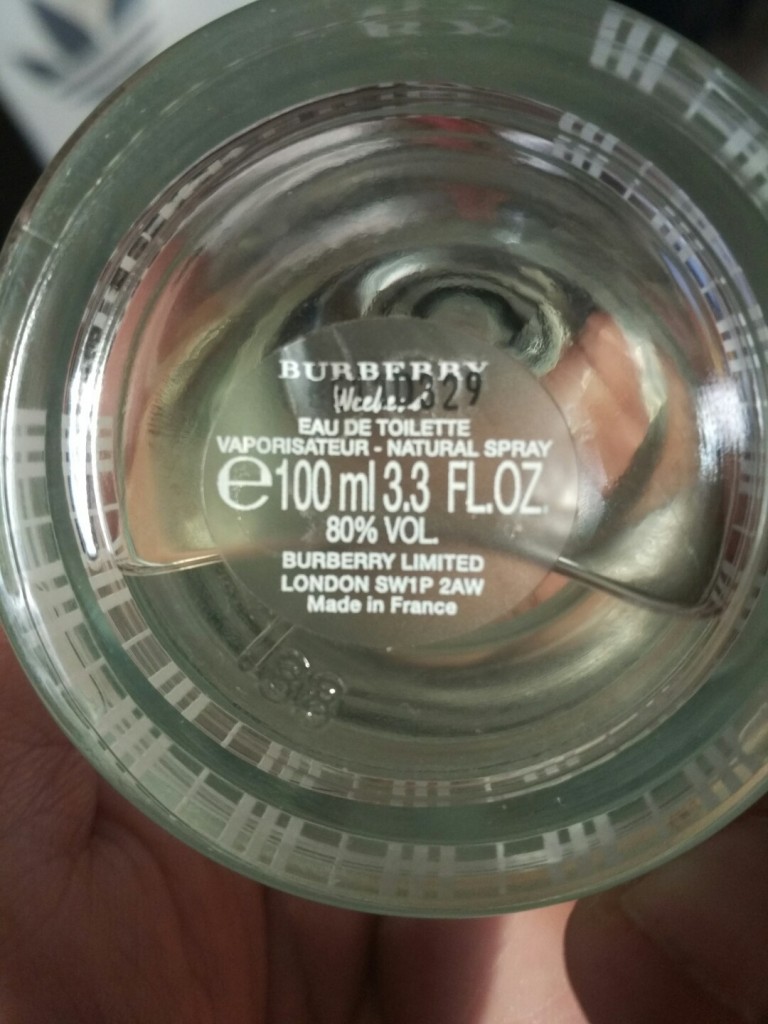 BURBERRY
EAU DE TOILETTE
VAPORISATEUR - NATURAL SPRAY
e 100 ml 3.3 FL.OZ.
80% VOL.
BURBERRY LIMITED
LONDON SW1P 2AW
Made in France